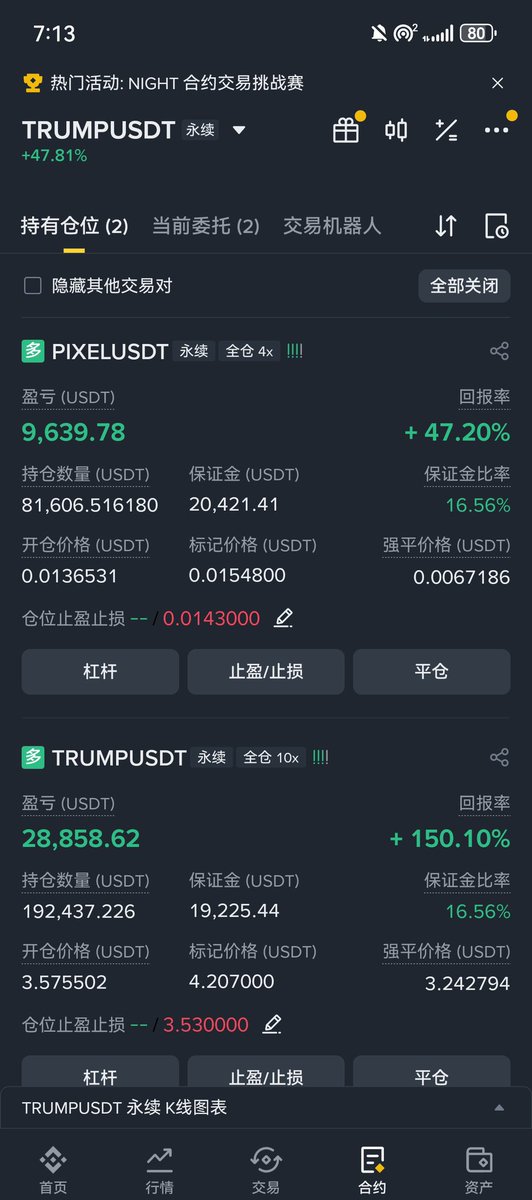 7:13 2 80
热门活动: NIGHT 合约交易挑战赛
TRUMPUSDT 永续
+47.81%
持有仓位 (2) 当前委托 (2) 交易机器人
隐藏其他交易对 全部关闭
多 PIXELUSDT 永续 全仓 4x !!!!
盈亏 (USDT) 回报率
9,639.78 + 47.20%
持仓数量 (USDT) 保证金 (USDT) 保证金比率
81,606.516180 20,421.41 16.56%
开仓价格 (USDT) 标记价格 (USDT) 强平价格 (USDT)
0.0136531 0.0154800 0.0067186
仓位止盈止损 -- / 0.0143000
杠杆 止盈/止损 平仓
多 TRUMPUSDT 永续 全仓 10x !!!!
盈亏 (USDT) 回报率
28,858.62 + 150.10%
持仓数量 (USDT) 保证金 (USDT) 保证金比率
192,437.226 19,225.44 16.56%
开仓价格 (USDT) 标记价格 (USDT) 强平价格 (USDT)
3.575502 4.207000 3.242794
仓位止盈止损 -- / 3.530000
杠杆 止盈/止损 平仓
TRUMPUSDT 永续 K线图表
首页 行情 交易 合约 资产